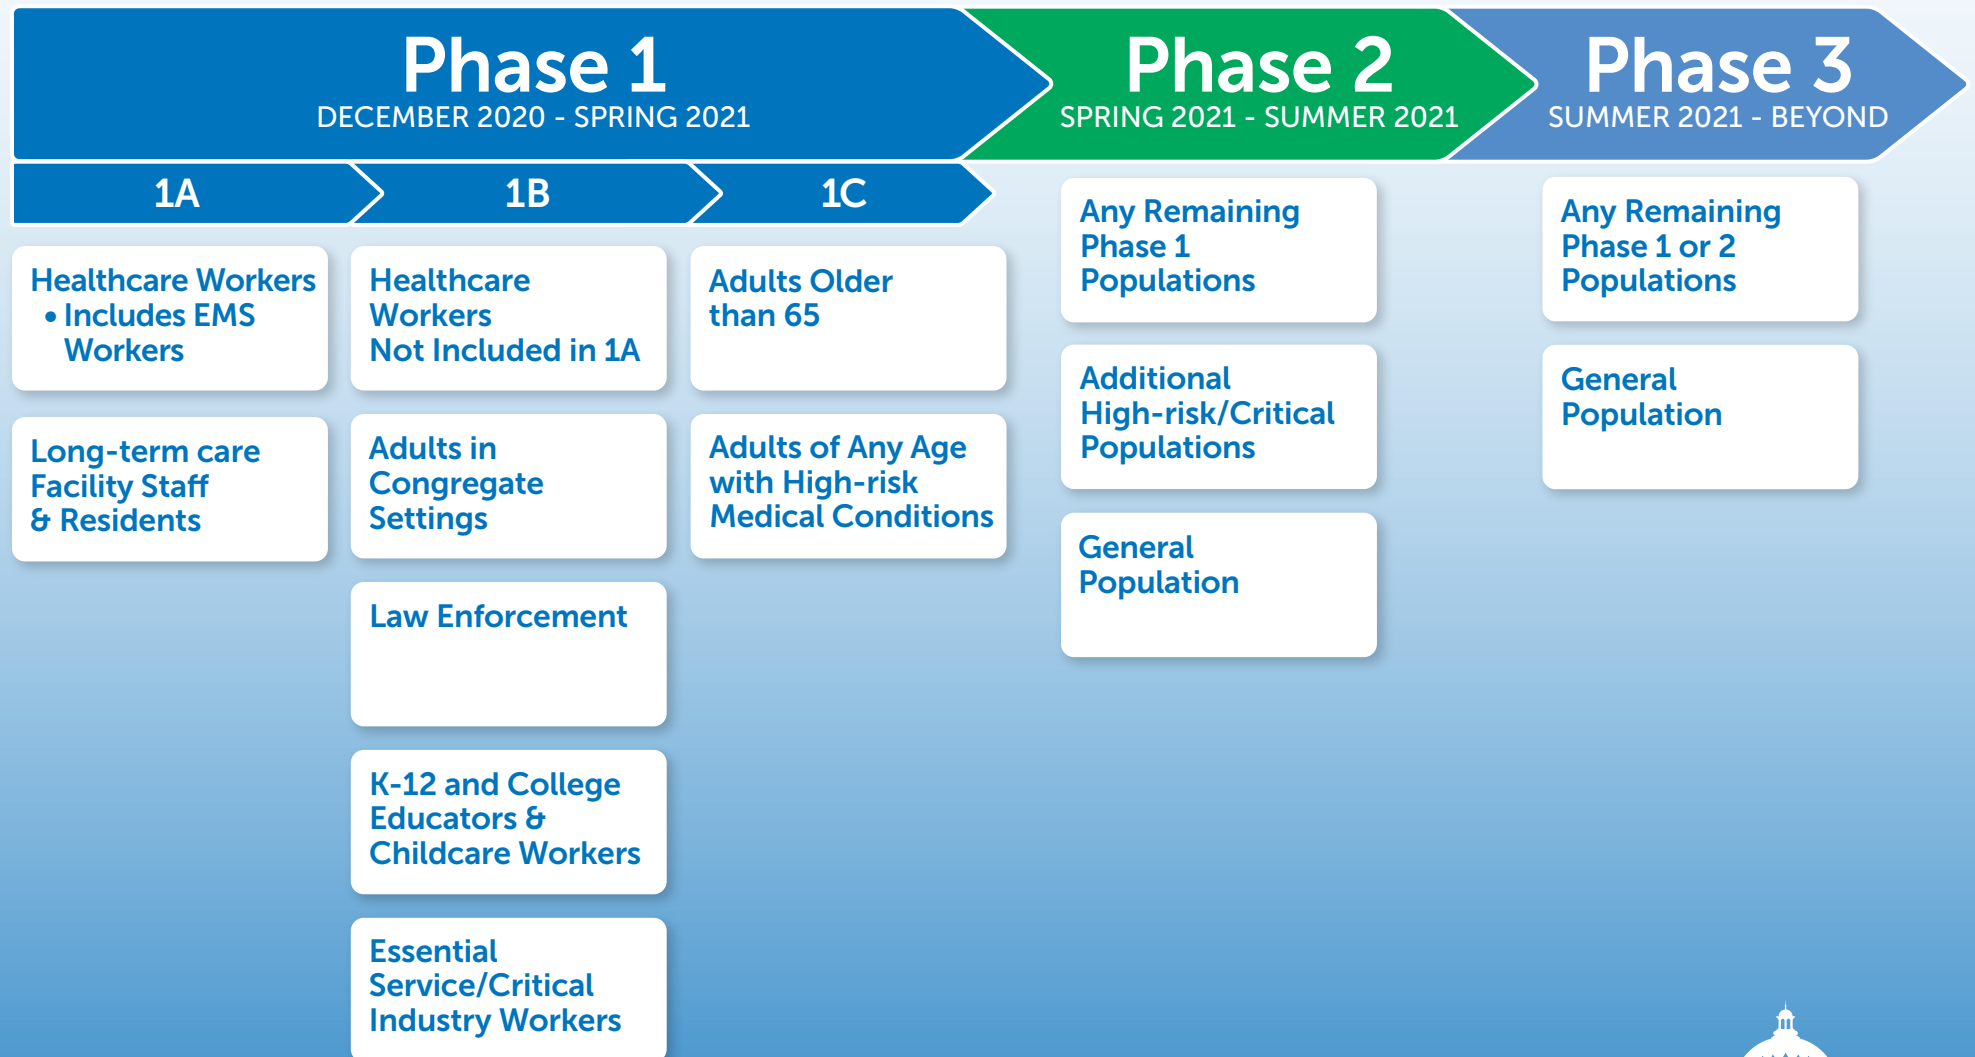 Phase 1
DECEMBER 2020 - SPRING 2021
Phase 2
SPRING 2021 - SUMMER 2021
Phase 3
SUMMER 2021 - BEYOND
1A
1B
1C
Healthcare Workers
• Includes EMS
Workers
Long-term care
Facility Staff
& Residents
Healthcare
Workers
Not Included in 1A
Adults in
Congregate
Settings
Law Enforcement
K-12 and College
Educators &
Childcare Workers
Essential
Service/Critical
Industry Workers
Adults Older
than 65
Adults of Any Age
with High-risk
Medical Conditions
Any Remaining
Phase 1
Populations
Additional
High-risk/Critical
Populations
General
Population
Any Remaining
Phase 1 or 2
Populations
General
Population